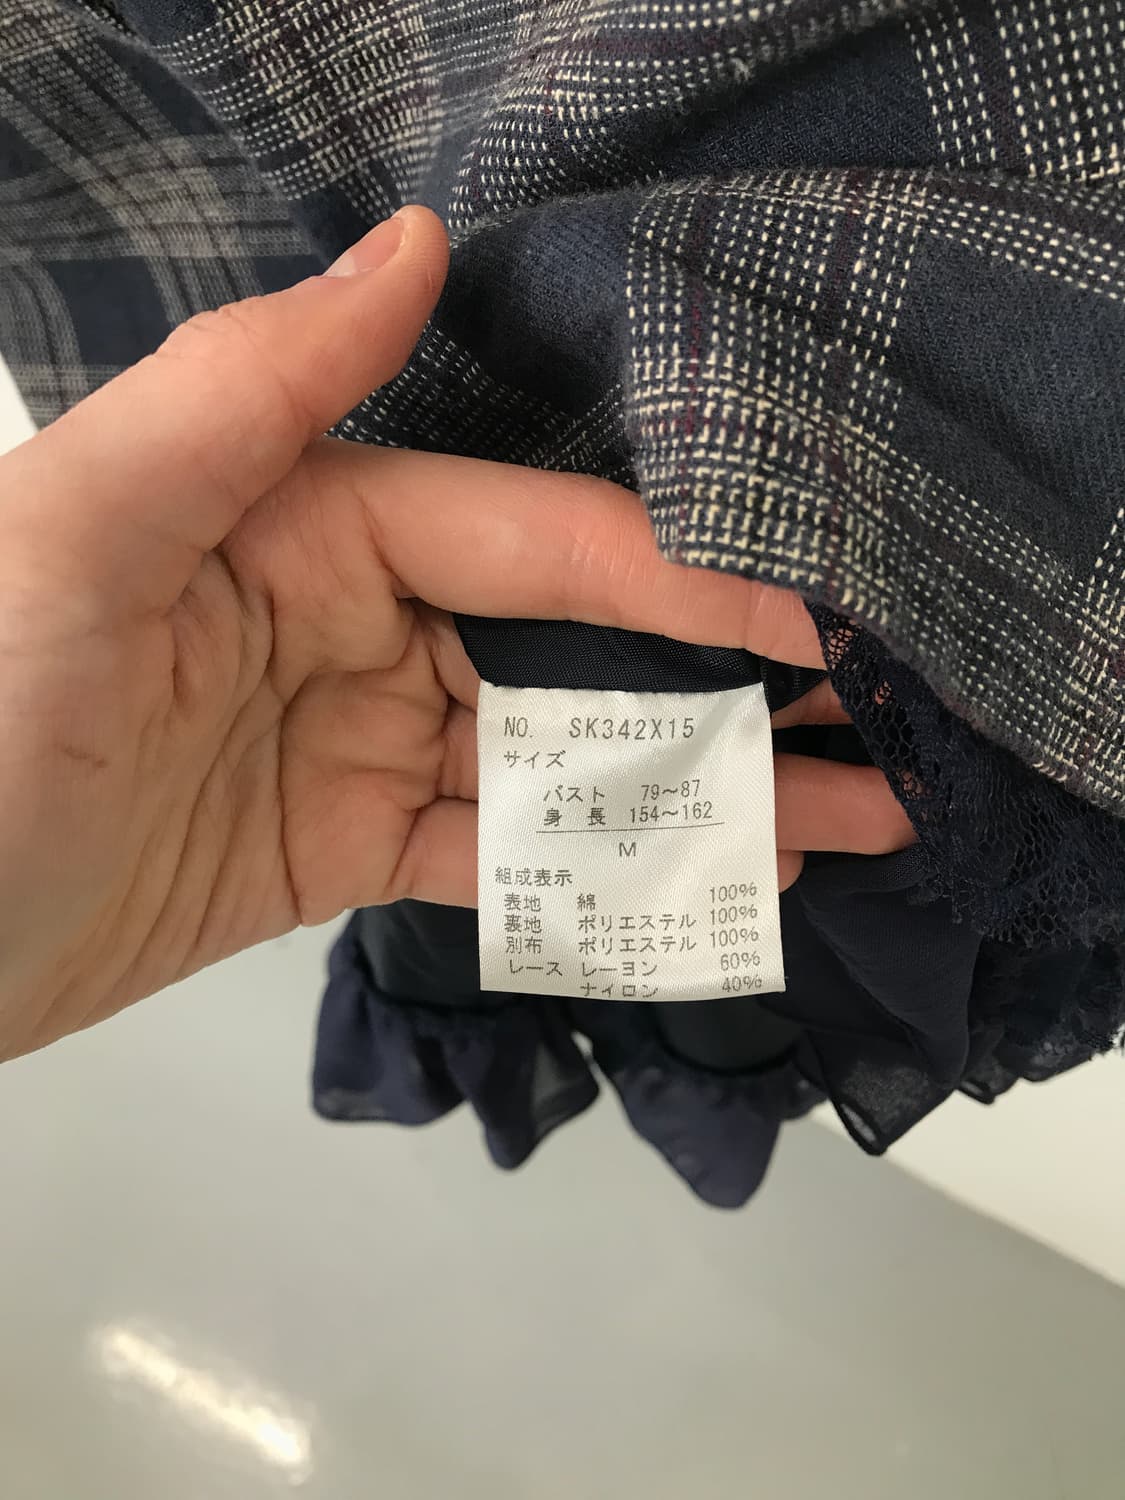 NO. SK342X15
サイズ
バスト 79～87
身長 154～162
M
組成表示
表地 綿 100%
裏地 ポリエステル 100%
別布 ポリエステル 100%
レース レーヨン 60%
ナイロン 40%